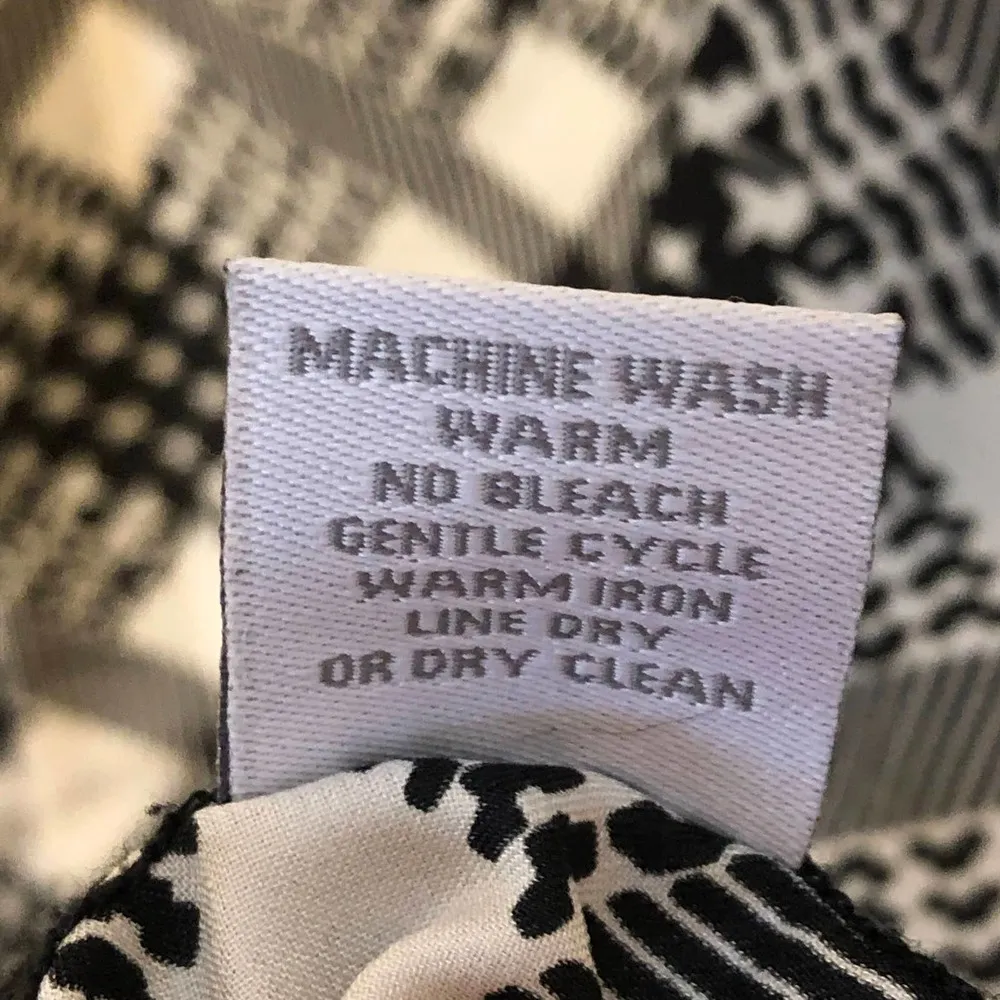 MACHINE WASH
WARM
NO BLEACH
GENTLE CYCLE
WARM IRON
LINE DRY
OR DRY CLEAN